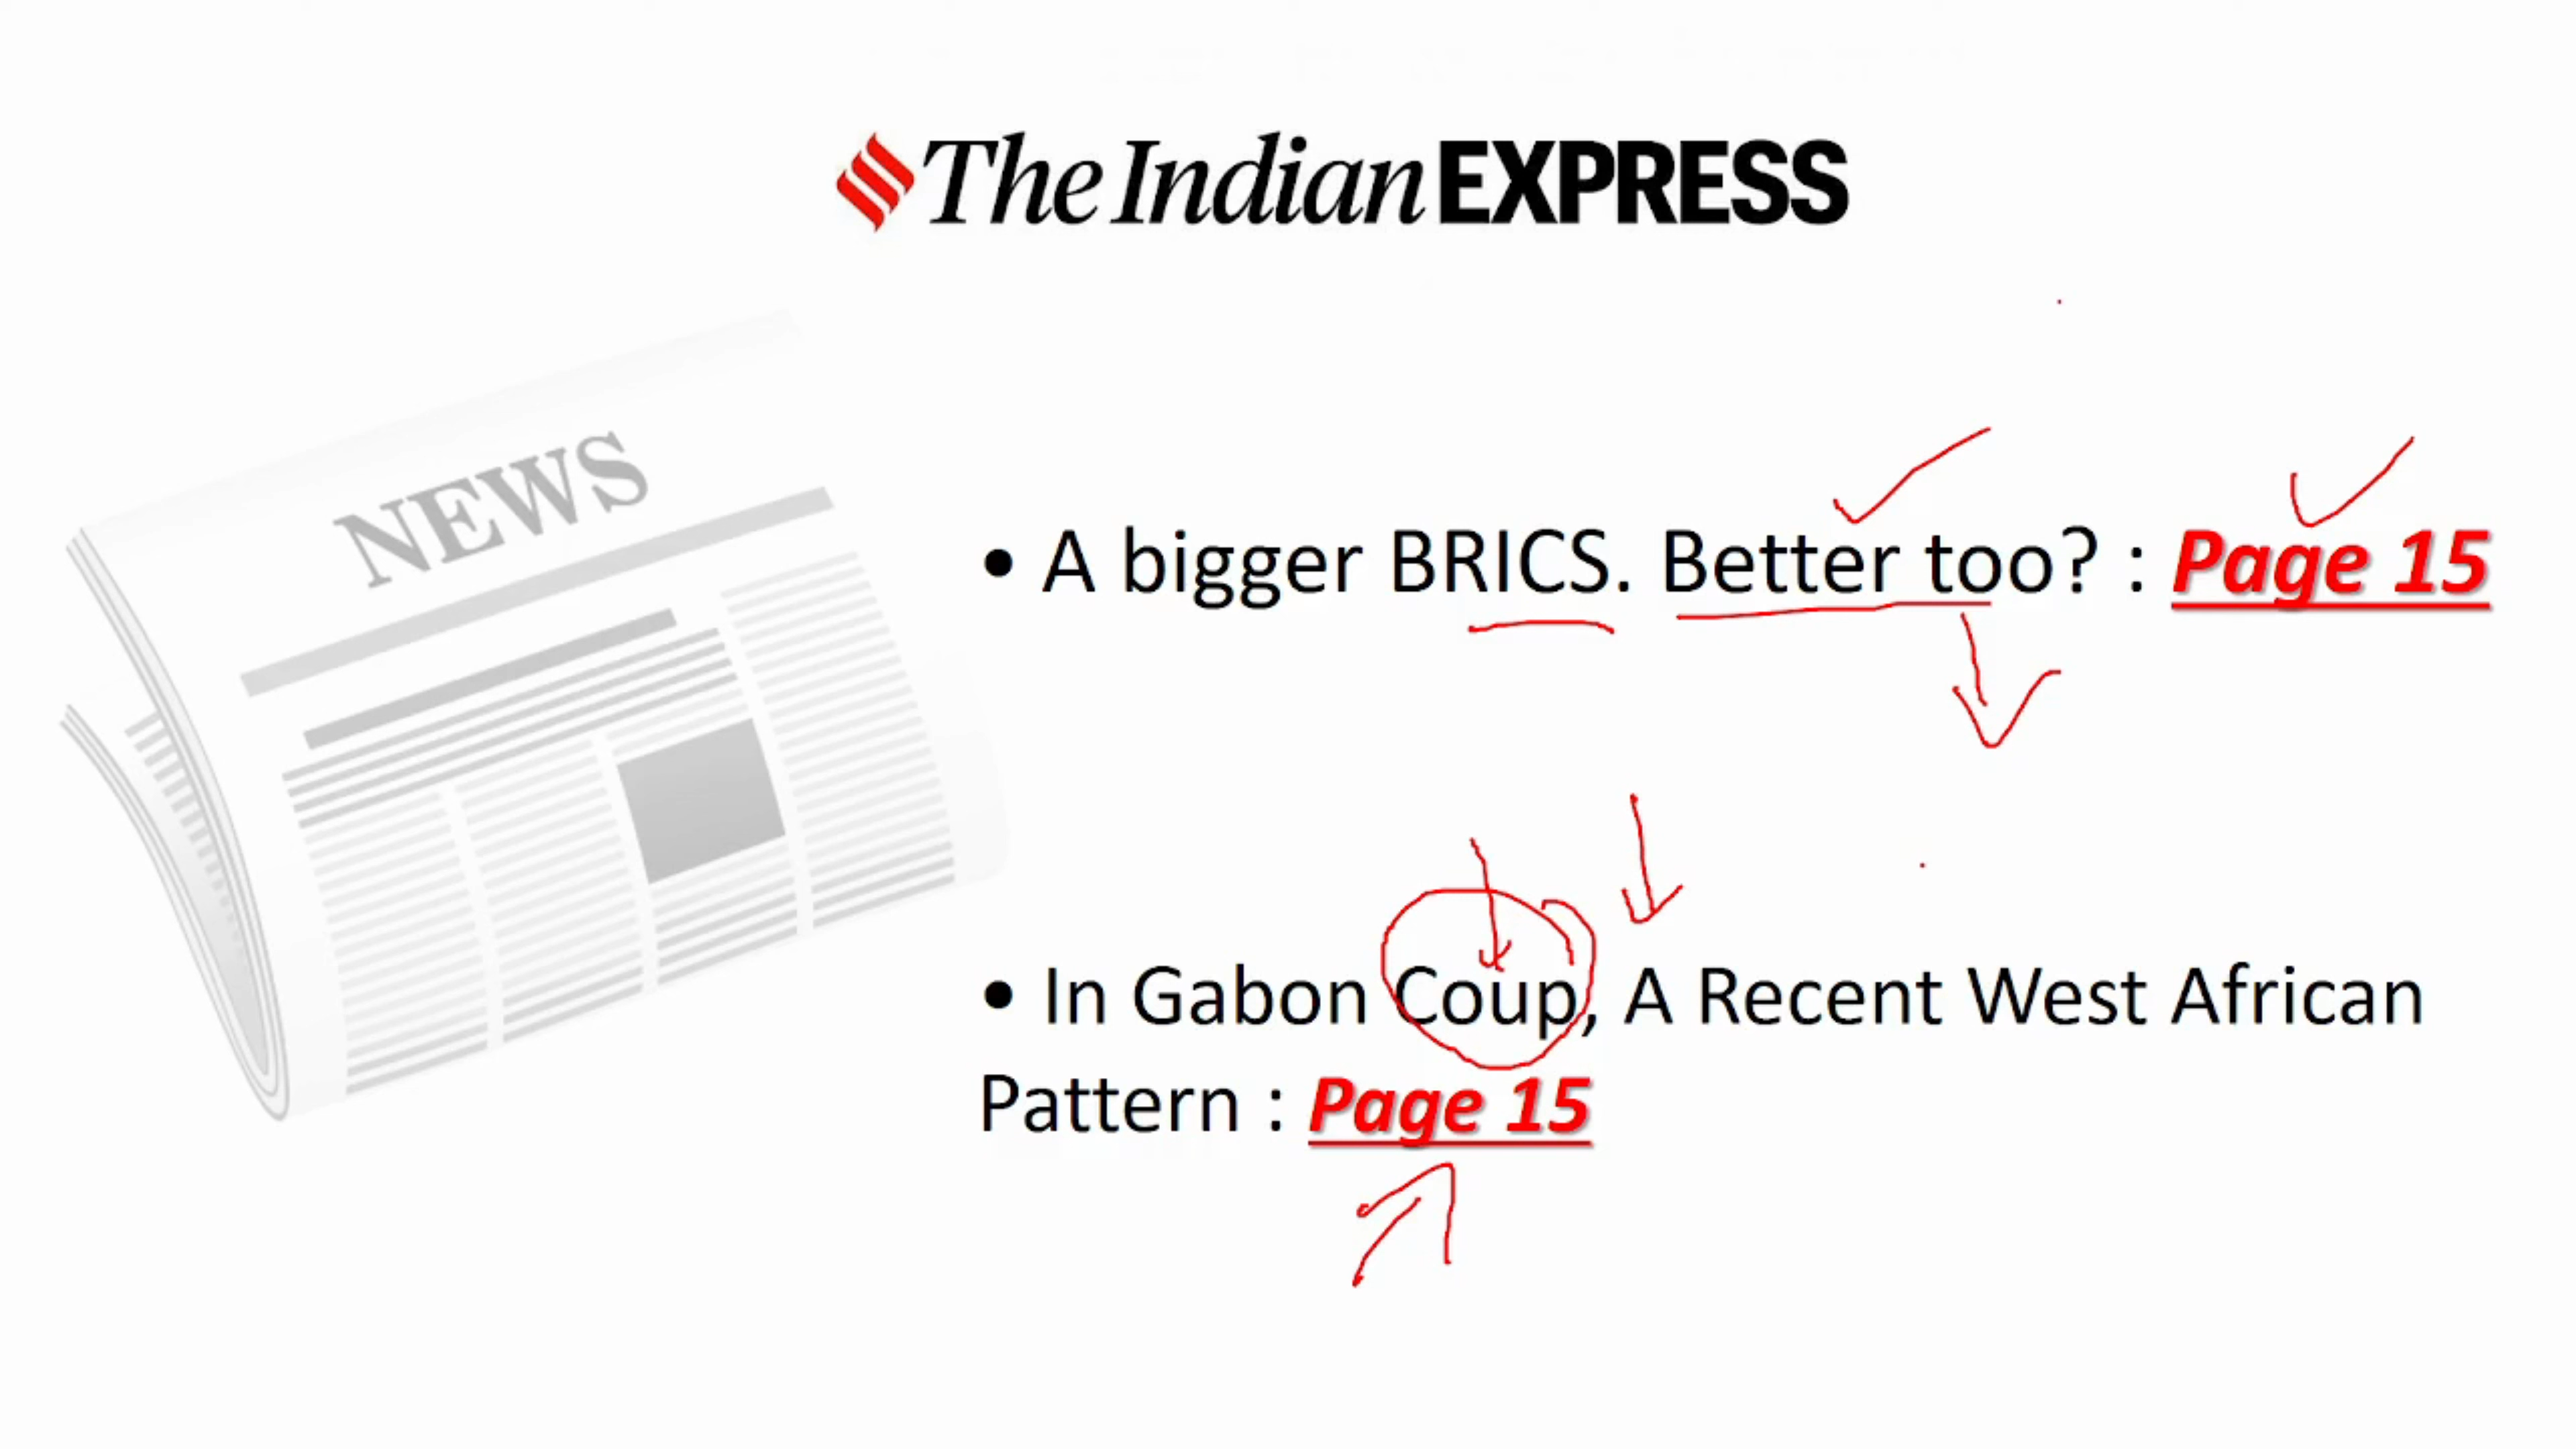 The Indian EXPRESS
NEWS
• A bigger BRICS. Better too? : Page 15
• In Gabon Coup, A Recent West African
Pattern : Page 15